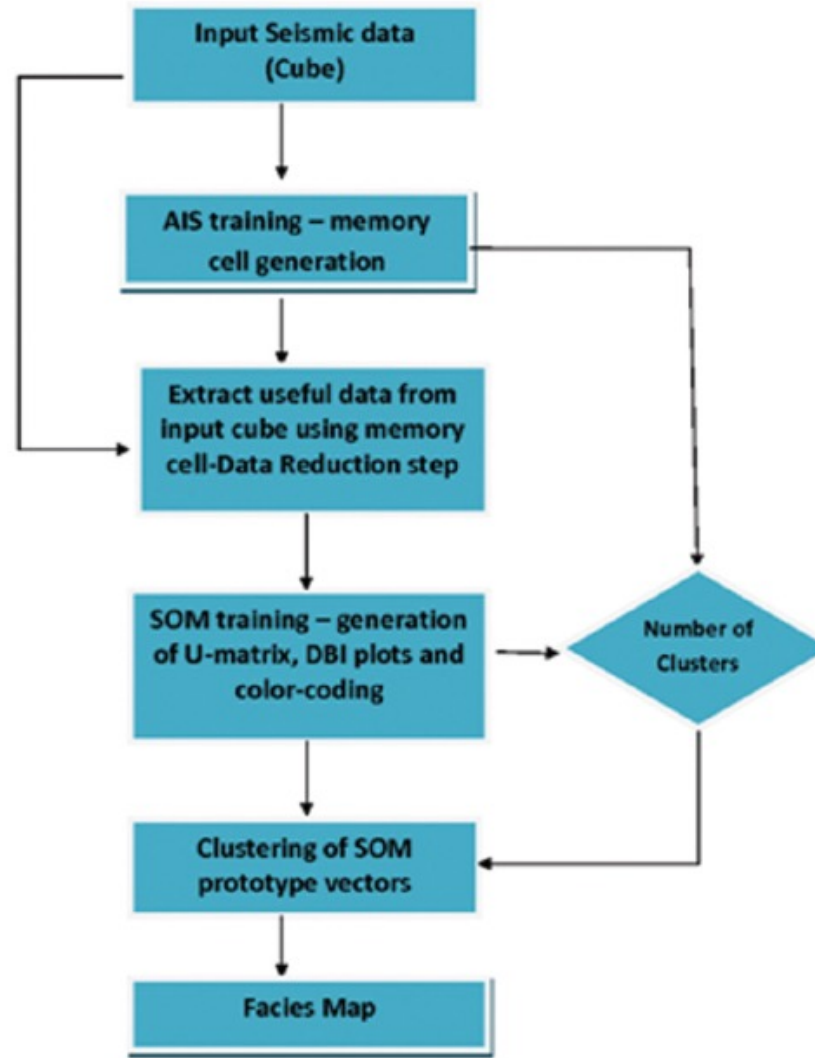 Input Seismic data
(Cube)
AIS training – memory
cell generation
Extract useful data from
input cube using memory
cell-Data Reduction step
SOM training – generation
of U-matrix, DBI plots and
color-coding
Number of
Clusters
Clustering of SOM
prototype vectors
Facies Map